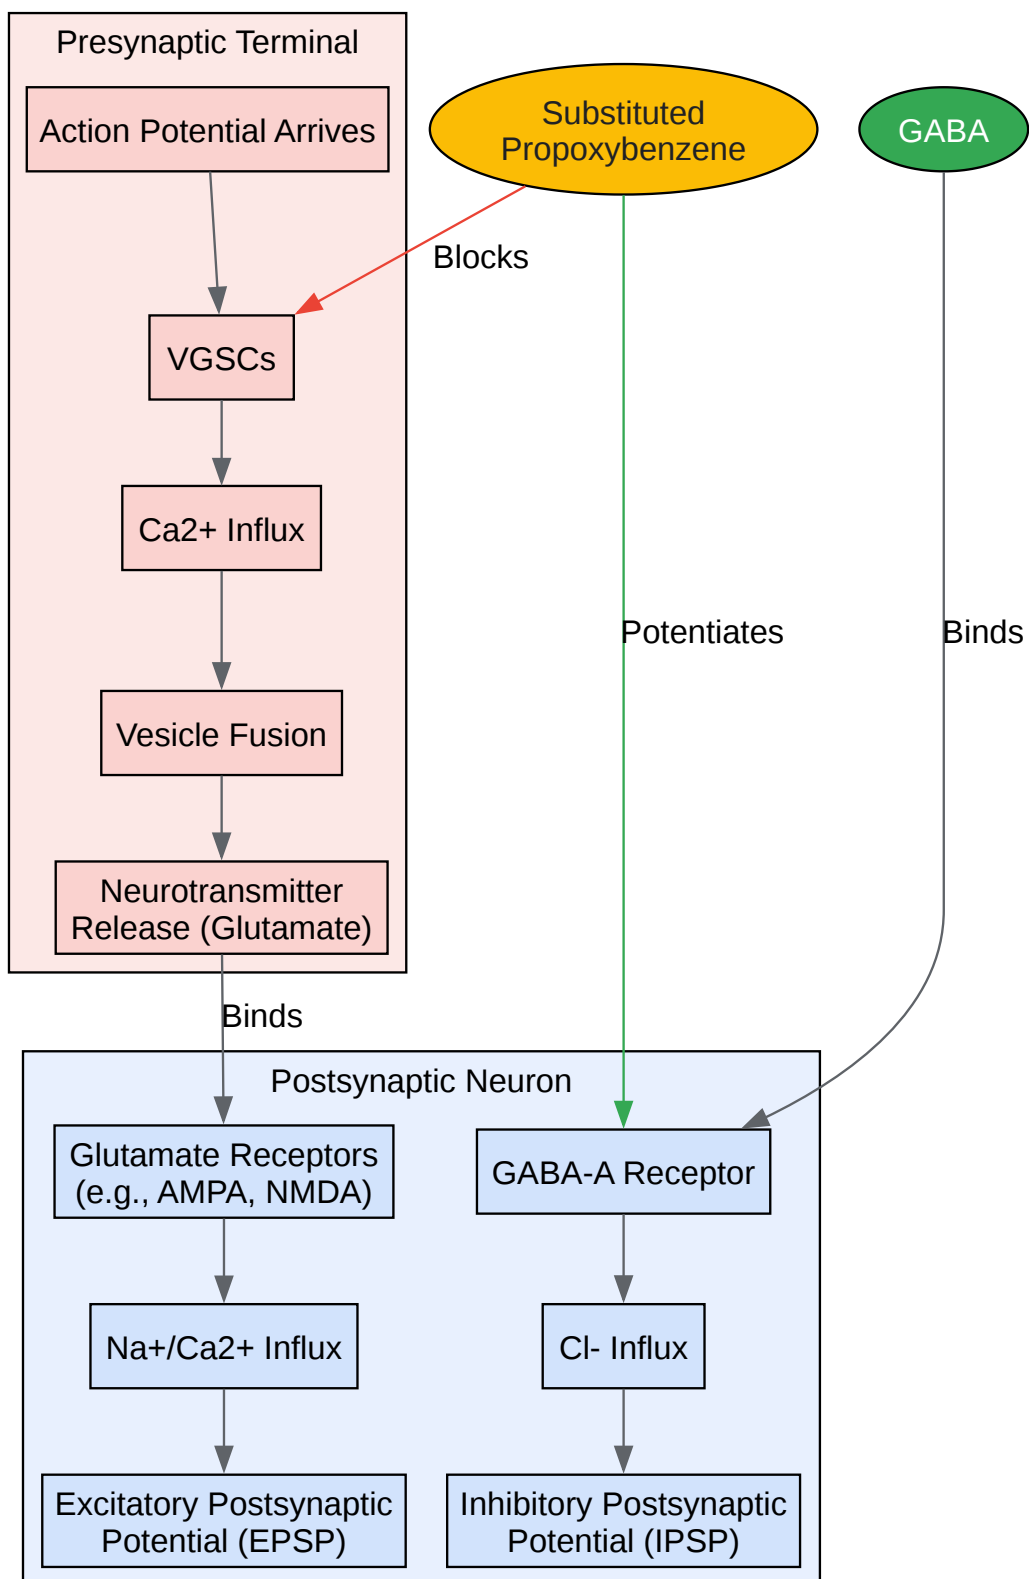 Presynaptic Terminal
Action Potential Arrives
Substituted
Propoxybenzene
GABA
Blocks
VGSCs
Ca2+ Influx
Potentiates
Binds
Vesicle Fusion
Neurotransmitter
Release (Glutamate)
Binds
Postsynaptic Neuron
Glutamate Receptors
(e.g., AMPA, NMDA)
GABA-A Receptor
Na+/Ca2+ Influx
Cl- Influx
Excitatory Postsynaptic
Potential (EPSP)
Inhibitory Postsynaptic
Potential (IPSP)